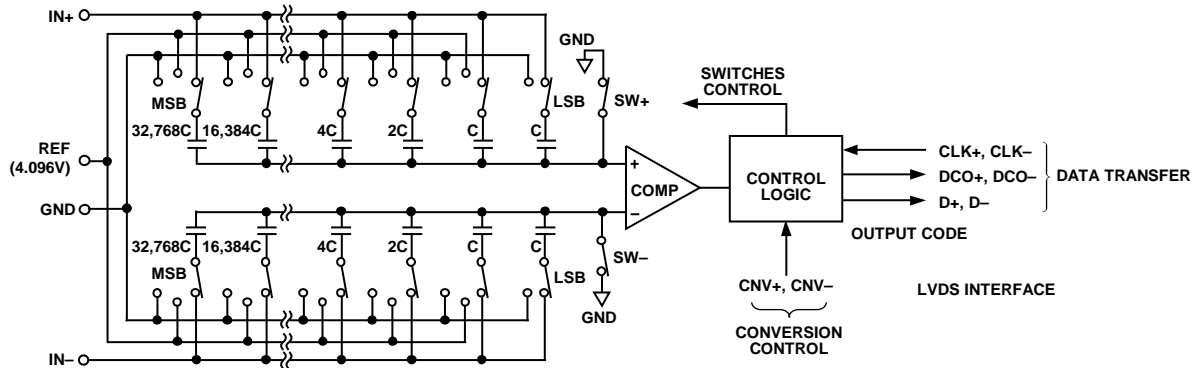 IN+
GND
SWITCHES
CONTROL
MSB
LSB
SW+
32,768C
16,384C
4C
2C
C
C
REF
(4.096V)
+
COMP
–
CONTROL
LOGIC
CLK+, CLK–
DCO+, DCO–
D+, D–
DATA TRANSFER
GND
OUTPUT CODE
32,768C
16,384C
4C
2C
C
C
MSB
LSB
SW–
GND
CNV+, CNV–
LVDS INTERFACE
CONVERSION
CONTROL
IN–